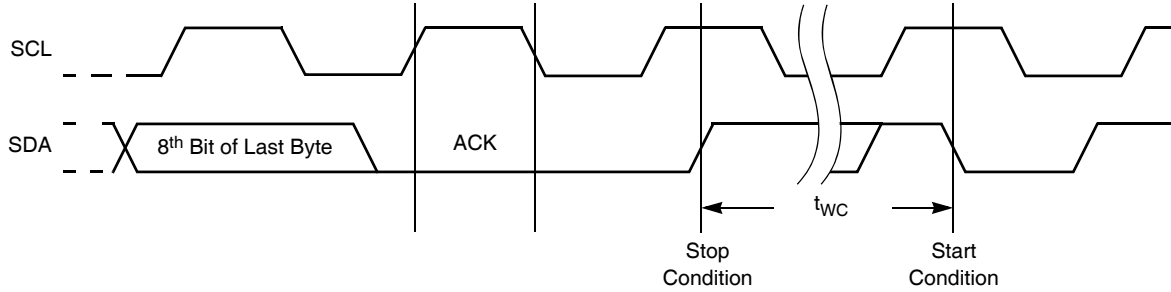 SCL
SDA
8th Bit of Last Byte
ACK
tWC
Stop
Condition
Start
Condition